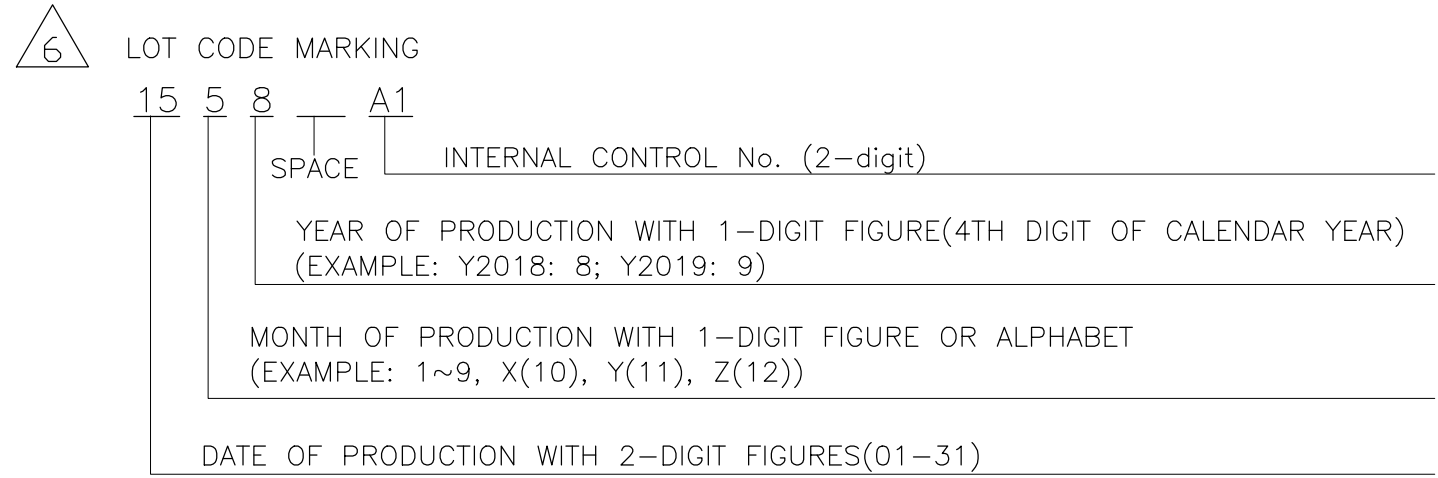 6 LOT CODE MARKING
15 5 8 __ A1
SPACE
INTERNAL CONTROL No. (2-digit)
YEAR OF PRODUCTION WITH 1-DIGIT FIGURE(4TH DIGIT OF CALENDAR YEAR)
(EXAMPLE: Y2018: 8; Y2019: 9)
MONTH OF PRODUCTION WITH 1-DIGIT FIGURE OR ALPHABET
(EXAMPLE: 1~9, X(10), Y(11), Z(12))
DATE OF PRODUCTION WITH 2-DIGIT FIGURES(01-31)